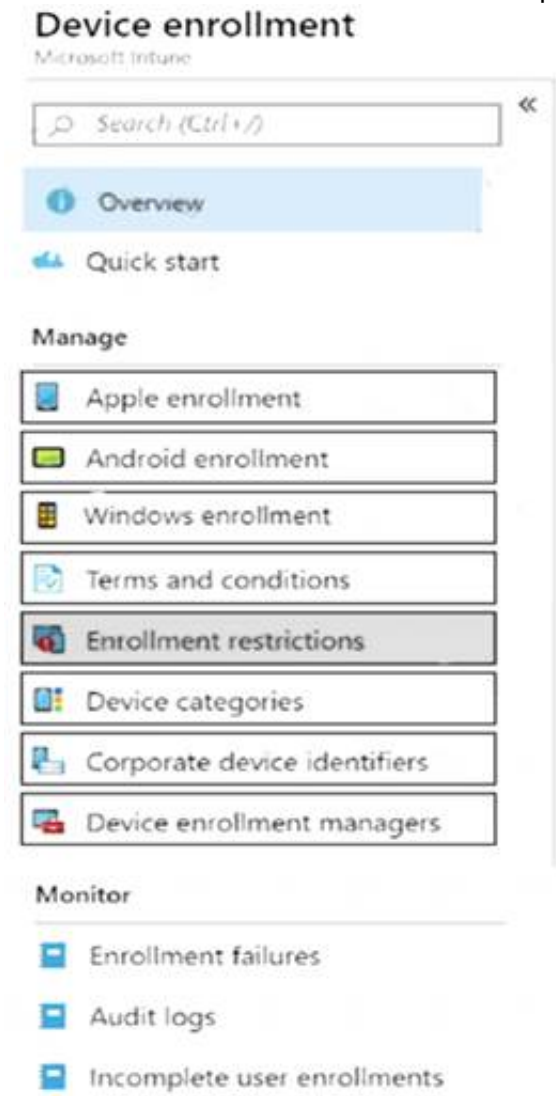 Device enrollment
Microsoft Intune
Search (Ctrl+/)
«
Overview
Quick start
Manage
Apple enrollment
Android enrollment
Windows enrollment
Terms and conditions
Enrollment restrictions
Device categories
Corporate device identifiers
Device enrollment managers
Monitor
Enrollment failures
Audit logs
Incomplete user enrollments